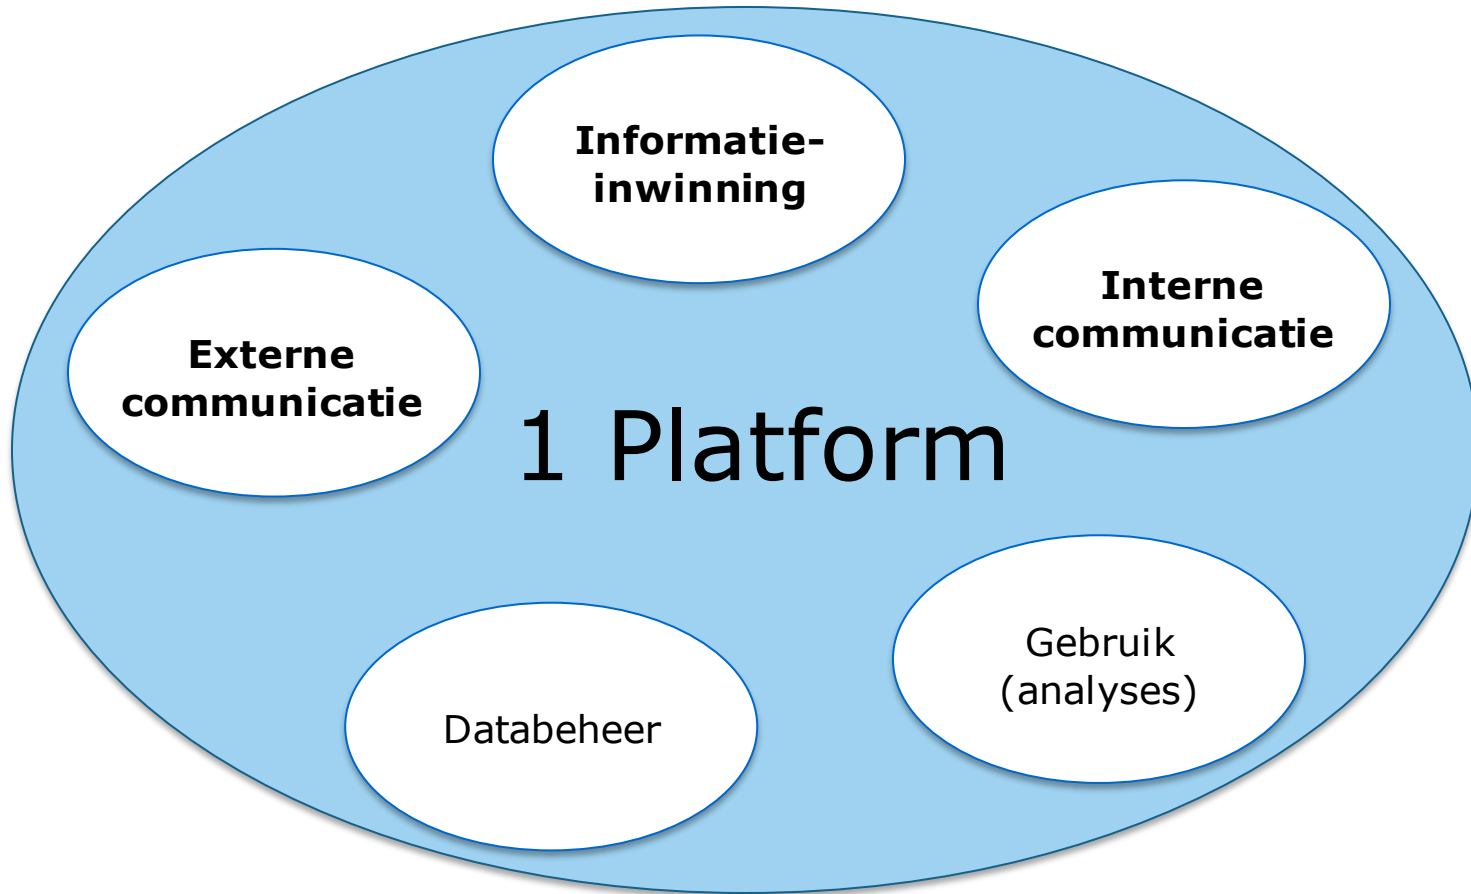 Informatie-
inwinning
Interne
communicatie
Externe
communicatie
1 Platform
Gebruik
(analyses)
Databeheer